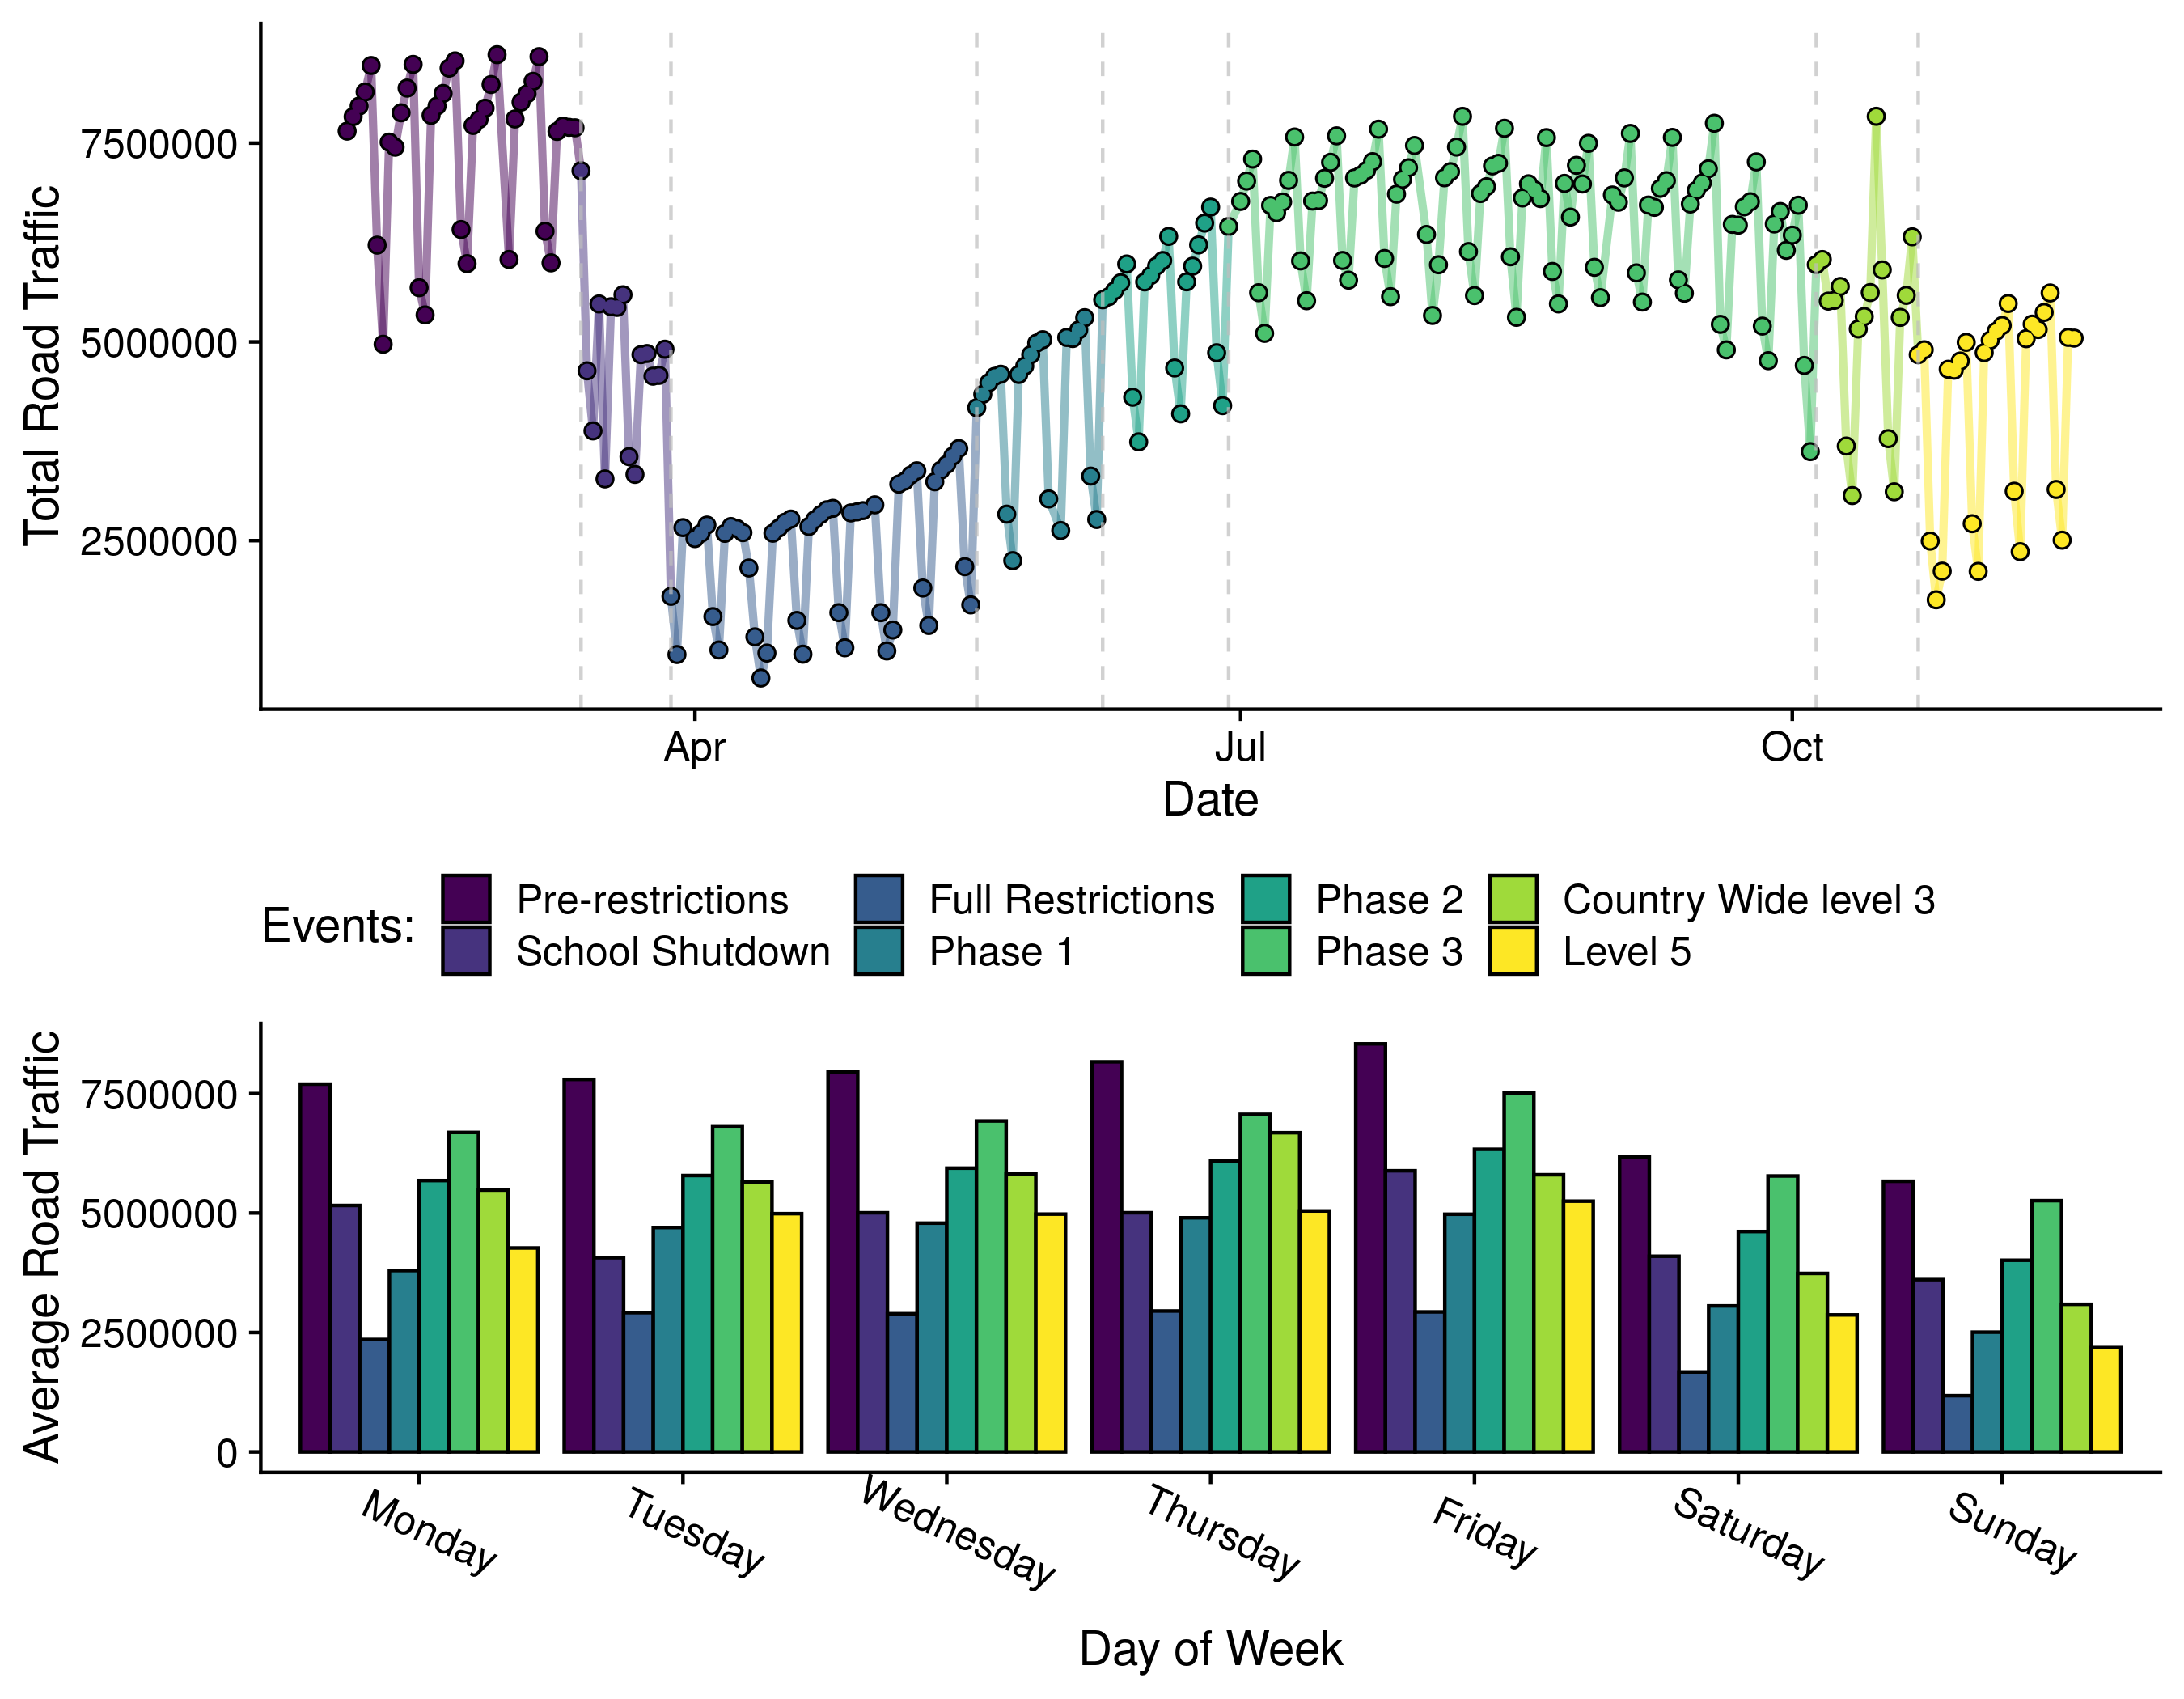 Total Road Traffic
7500000
5000000
2500000
Apr
Jul
Oct
Date
Events:
Pre-restrictions
School Shutdown
Full Restrictions
Phase 1
Phase 2
Phase 3
Country Wide level 3
Level 5
Average Road Traffic
7500000
5000000
2500000
0
Monday
Tuesday
Wednesday
Thursday
Friday
Saturday
Sunday
Day of Week